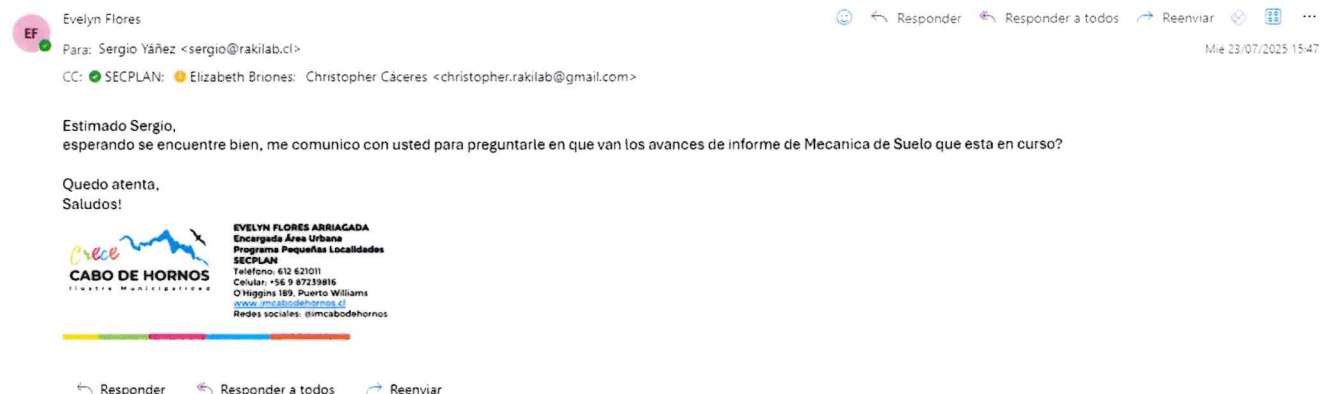 EF
Evelyn Flores
Responder
Responder a todos
Reenviar
Para: Sergio Yáñez <sergio@rakilab.cl>
Mié 23/07/2025 15:47
CC: SECPLAN; Elizabeth Briones; Christopher Cáceres <christopher.rakilab@gmail.com>
Estimado Sergio,
esperando se encuentre bien, me comunico con usted para preguntarle en que van los avances de informe de Mecanica de Suelo que esta en curso?
Quedo atenta,
Saludos!
Crece
CABO DE HORNOS
Ilustre Municipalidad
EVELYN FLORES ARRIAGADA
Encargada Área Urbana
Programa Pequeñas Localidades
SECPLAN
Teléfono: 612 621011
Celular: +56 9 87239816
O'Higgins 189, Puerto Williams
www.imcabodehornos.cl
Redes sociales: @imcabodehornos
Responder
Responder a todos
Reenviar